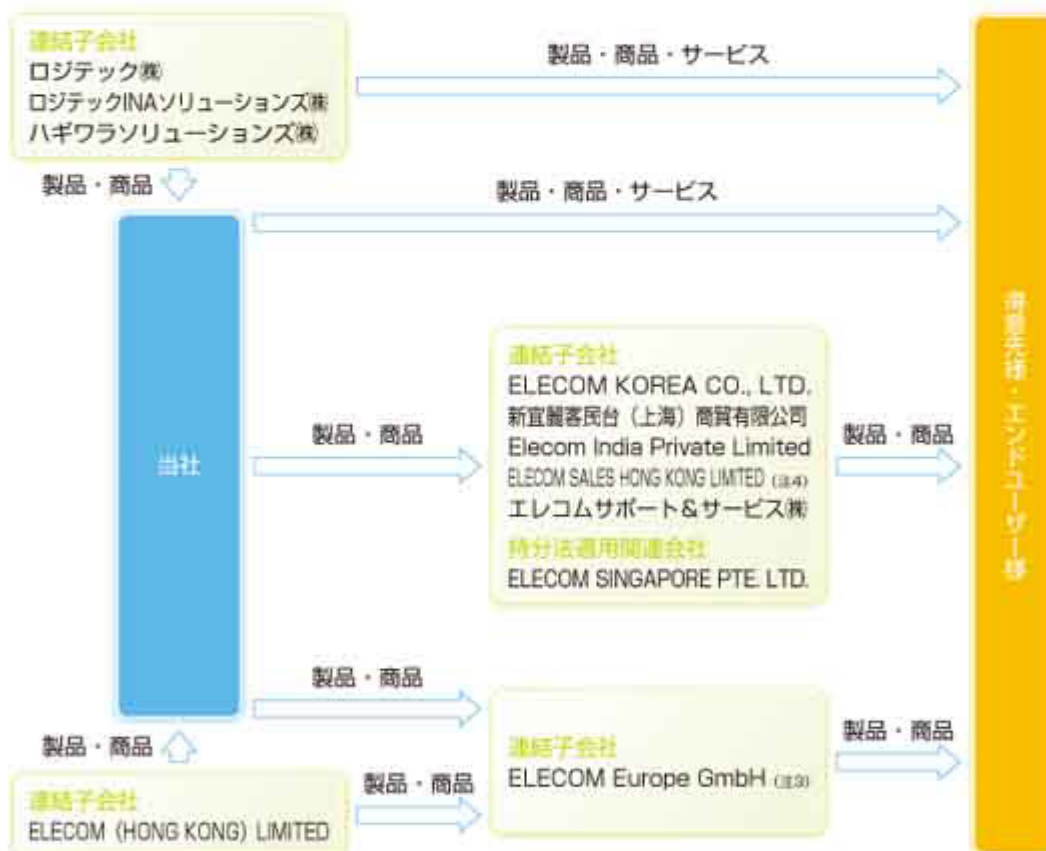 連結子会社
ロジテック㈱
ロジテックINAソリューションズ㈱
ハギワラソリューションズ㈱
製品・商品・サービス
製品・商品
製品・商品・サービス
当社
製品・商品
連結子会社
ELECOM KOREA CO., LTD.
新宜麗客民台（上海）商貿有限公司
Elecom India Private Limited
ELECOM SALES HONG KONG LIMITED (注4)
エレコムサポート＆サービス㈱
持分法適用関連会社
ELECOM SINGAPORE PTE. LTD.
製品・商品
得意先様・エンドユーザー様
製品・商品
製品・商品
連結子会社
ELECOM (HONG KONG) LIMITED
製品・商品
連結子会社
ELECOM Europe GmbH (注3)
製品・商品